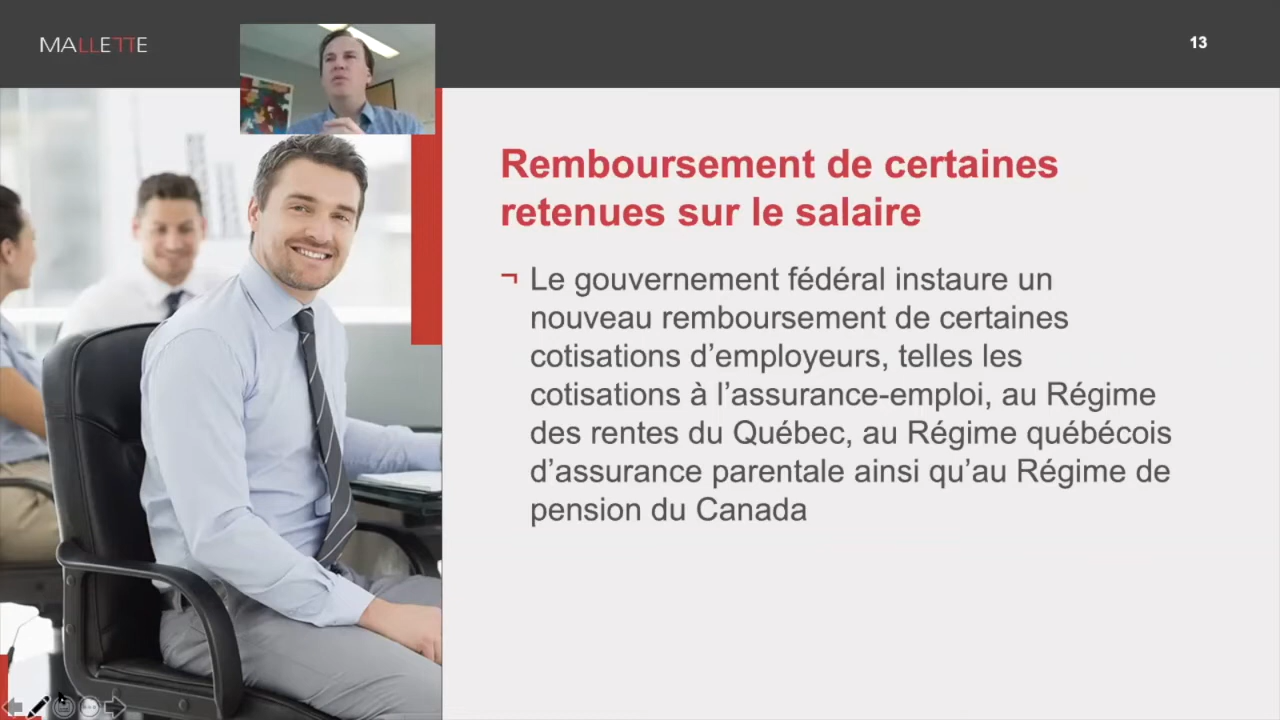 MALLETTE
13
Remboursement de certaines
retenues sur le salaire
¬ Le gouvernement fédéral instaure un
nouveau remboursement de certaines
cotisations d’employeurs, telles les
cotisations à l’assurance-emploi, au Régime
des rentes du Québec, au Régime québécois
d’assurance parentale ainsi qu’au Régime de
pension du Canada